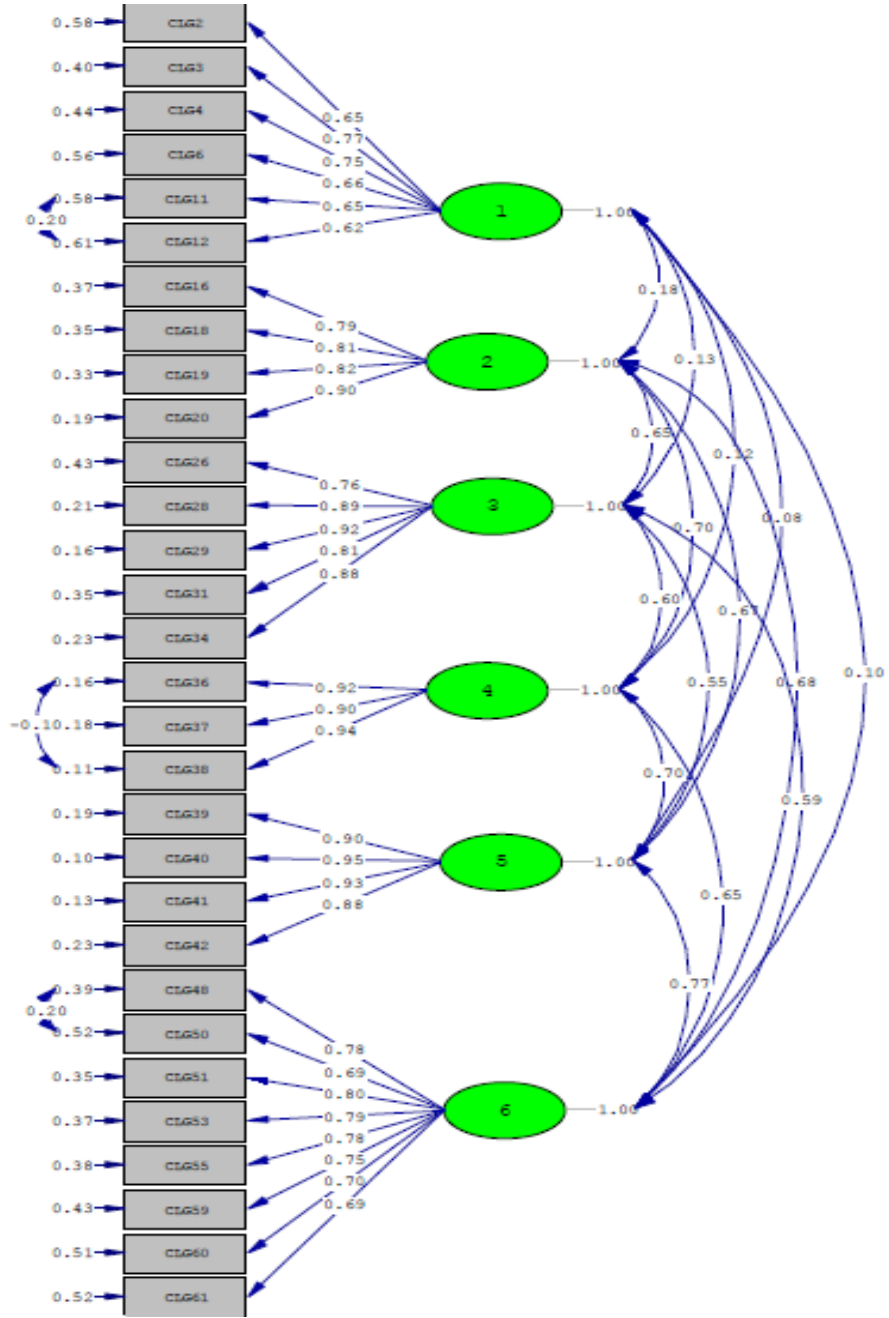 0.58 CLG2
0.40 CLG3
0.44 CLG4
0.65
0.77
0.56 CLG6
0.75
0.66
0.58 CLG11
0.65
1 1.00
0.20
0.62
0.61 CLG12
0.37 CLG16
0.18
0.79
0.35 CLG18
0.81
0.13
2 1.00
0.33 CLG19
0.82
0.90
0.19 CLG20
0.65
0.12
0.43 CLG26
0.76
0.89
0.21 CLG28
3 1.00
0.08
0.92
0.70
0.16 CLG29
0.81
0.88
0.35 CLG31
0.60
0.67
0.23 CLG34
0.10
0.16 CLG36
0.92
0.55
0.68
4 1.00
0.90
-0.10
0.18 CLG37
0.94
0.11 CLG38
0.70
0.59
0.19 CLG39
0.90
0.10 CLG40
0.95
5 1.00
0.93
0.13 CLG41
0.88
0.65
0.23 CLG42
0.77
0.39 CLG48
0.20
0.52 CLG50
0.78
0.69
0.35 CLG51
0.80
6 1.00
0.37 CLG53
0.79
0.78
0.38 CLG55
0.75
0.70
0.43 CLG59
0.69
0.51 CLG60
0.52 CLG61